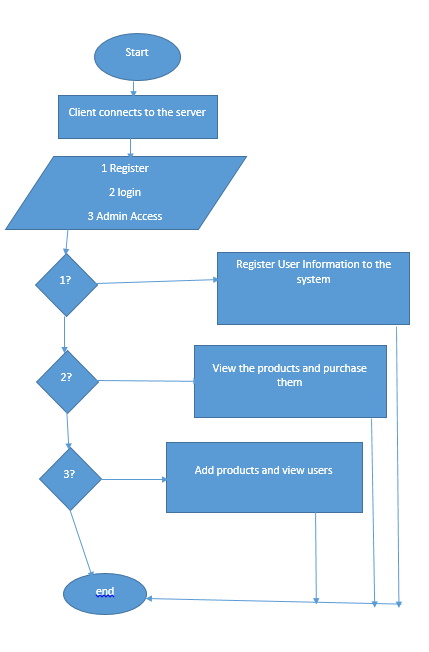 Start
Client connects to the server
1 Register
2 login
3 Admin Access
1?
Register User Information to the
system
2?
View the products and purchase
them
3?
Add products and view users
end